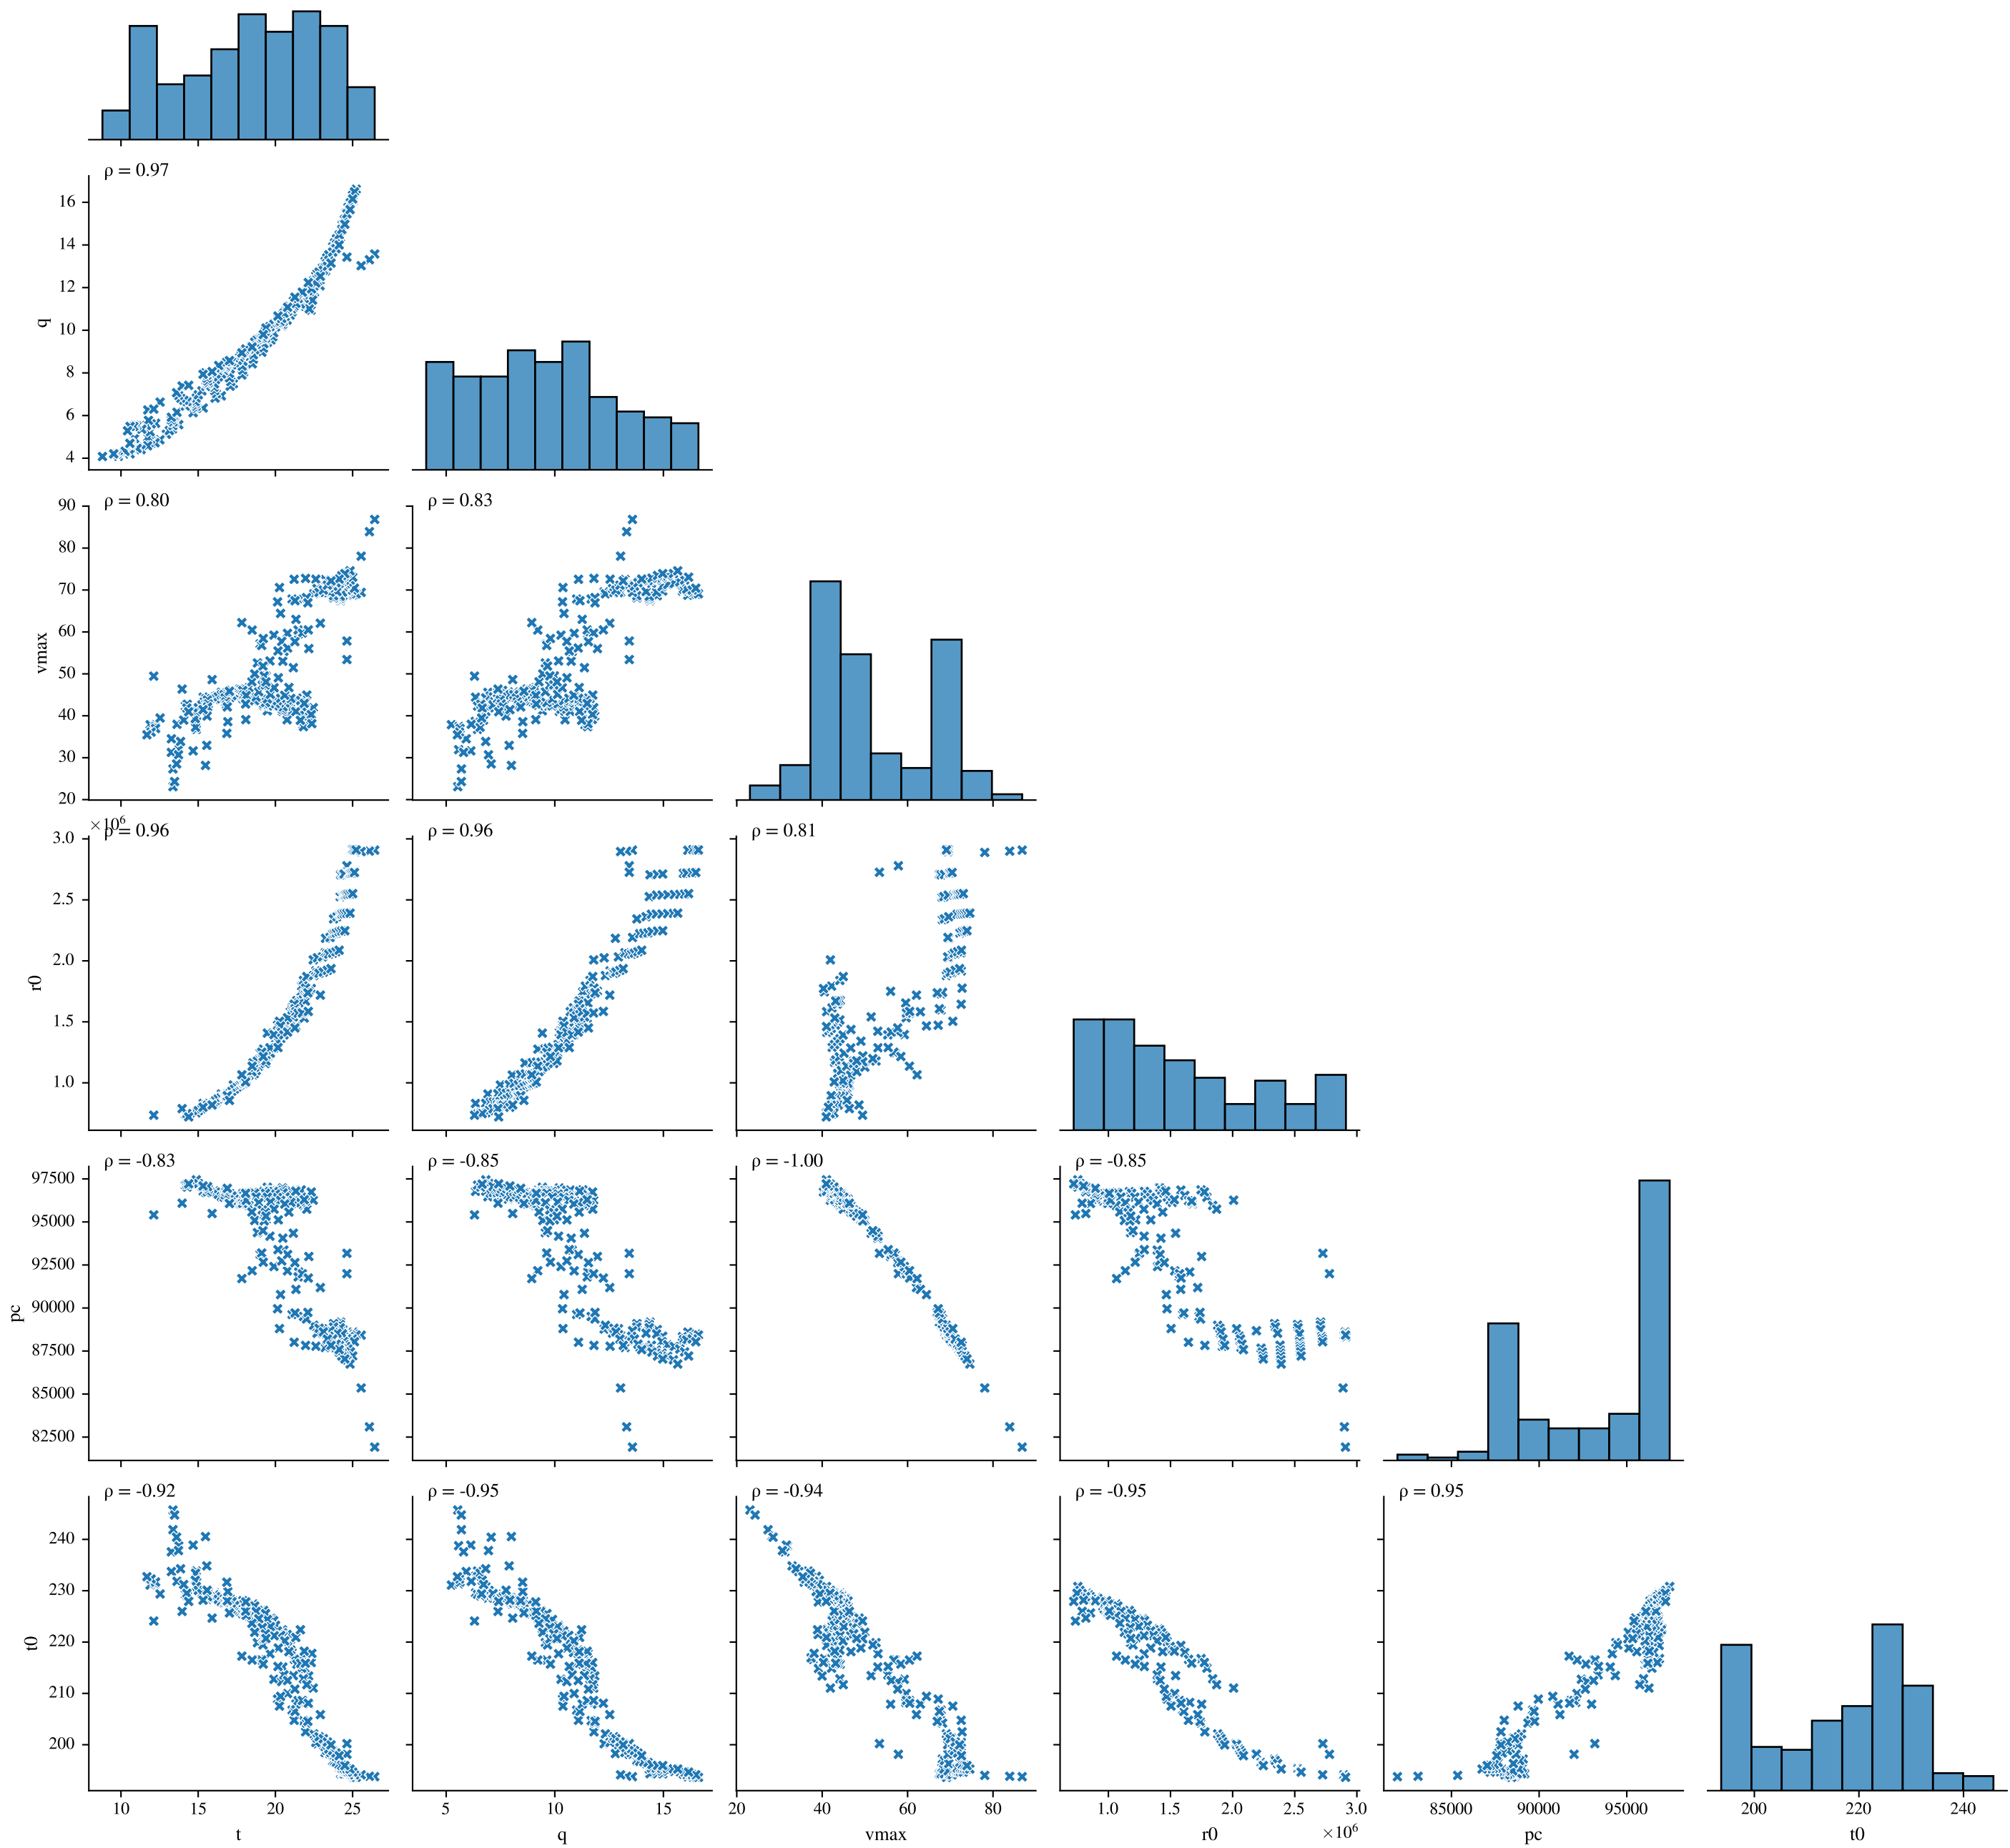 ρ = 0.97
16
14
12
10
8
6
4
q
ρ = 0.80
ρ = 0.83
90
80
70
60
50
40
30
20
vmax
×10⁶
ρ = 0.96
ρ = 0.96
ρ = 0.81
3.0
2.5
2.0
1.5
1.0
r0
ρ = -0.83
ρ = -0.85
ρ = -1.00
ρ = -0.85
97500
95000
92500
90000
87500
85000
82500
pc
ρ = -0.92
ρ = -0.95
ρ = -0.94
ρ = -0.95
ρ = 0.95
240
230
220
210
200
t0
10 15 20 25
5 10 15
20 40 60 80
1.0 1.5 2.0 2.5 3.0
85000 90000 95000
200 220 240
×10⁶
t q vmax r0 pc t0